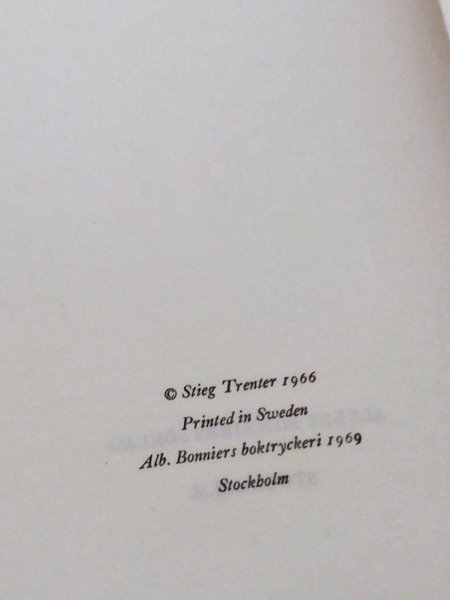 © Stieg Trenter 1966
Printed in Sweden
Alb. Bonniers boktryckeri 1969
Stockholm